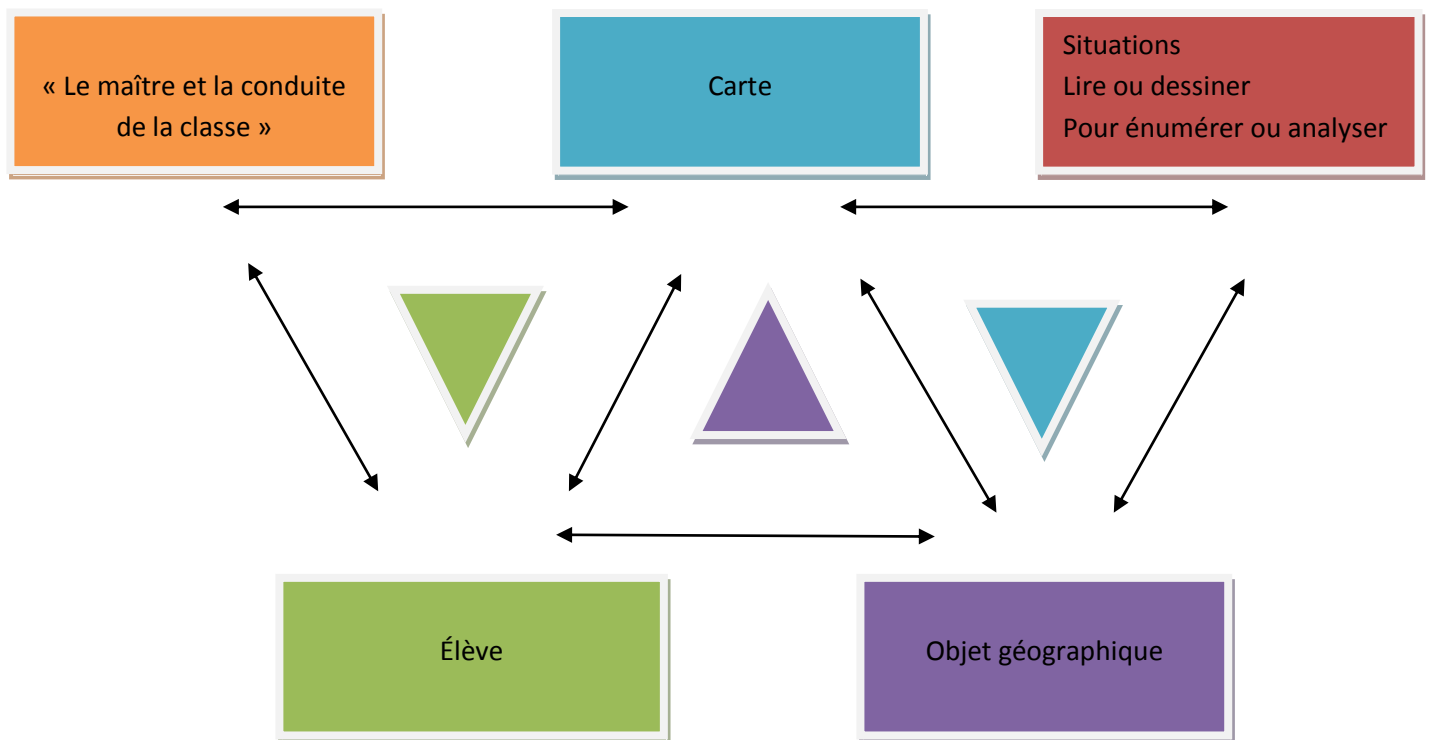 « Le maître et la conduite
de la classe »
Carte
Situations
Lire ou dessiner
Pour énumérer ou analyser
Élève
Objet géographique